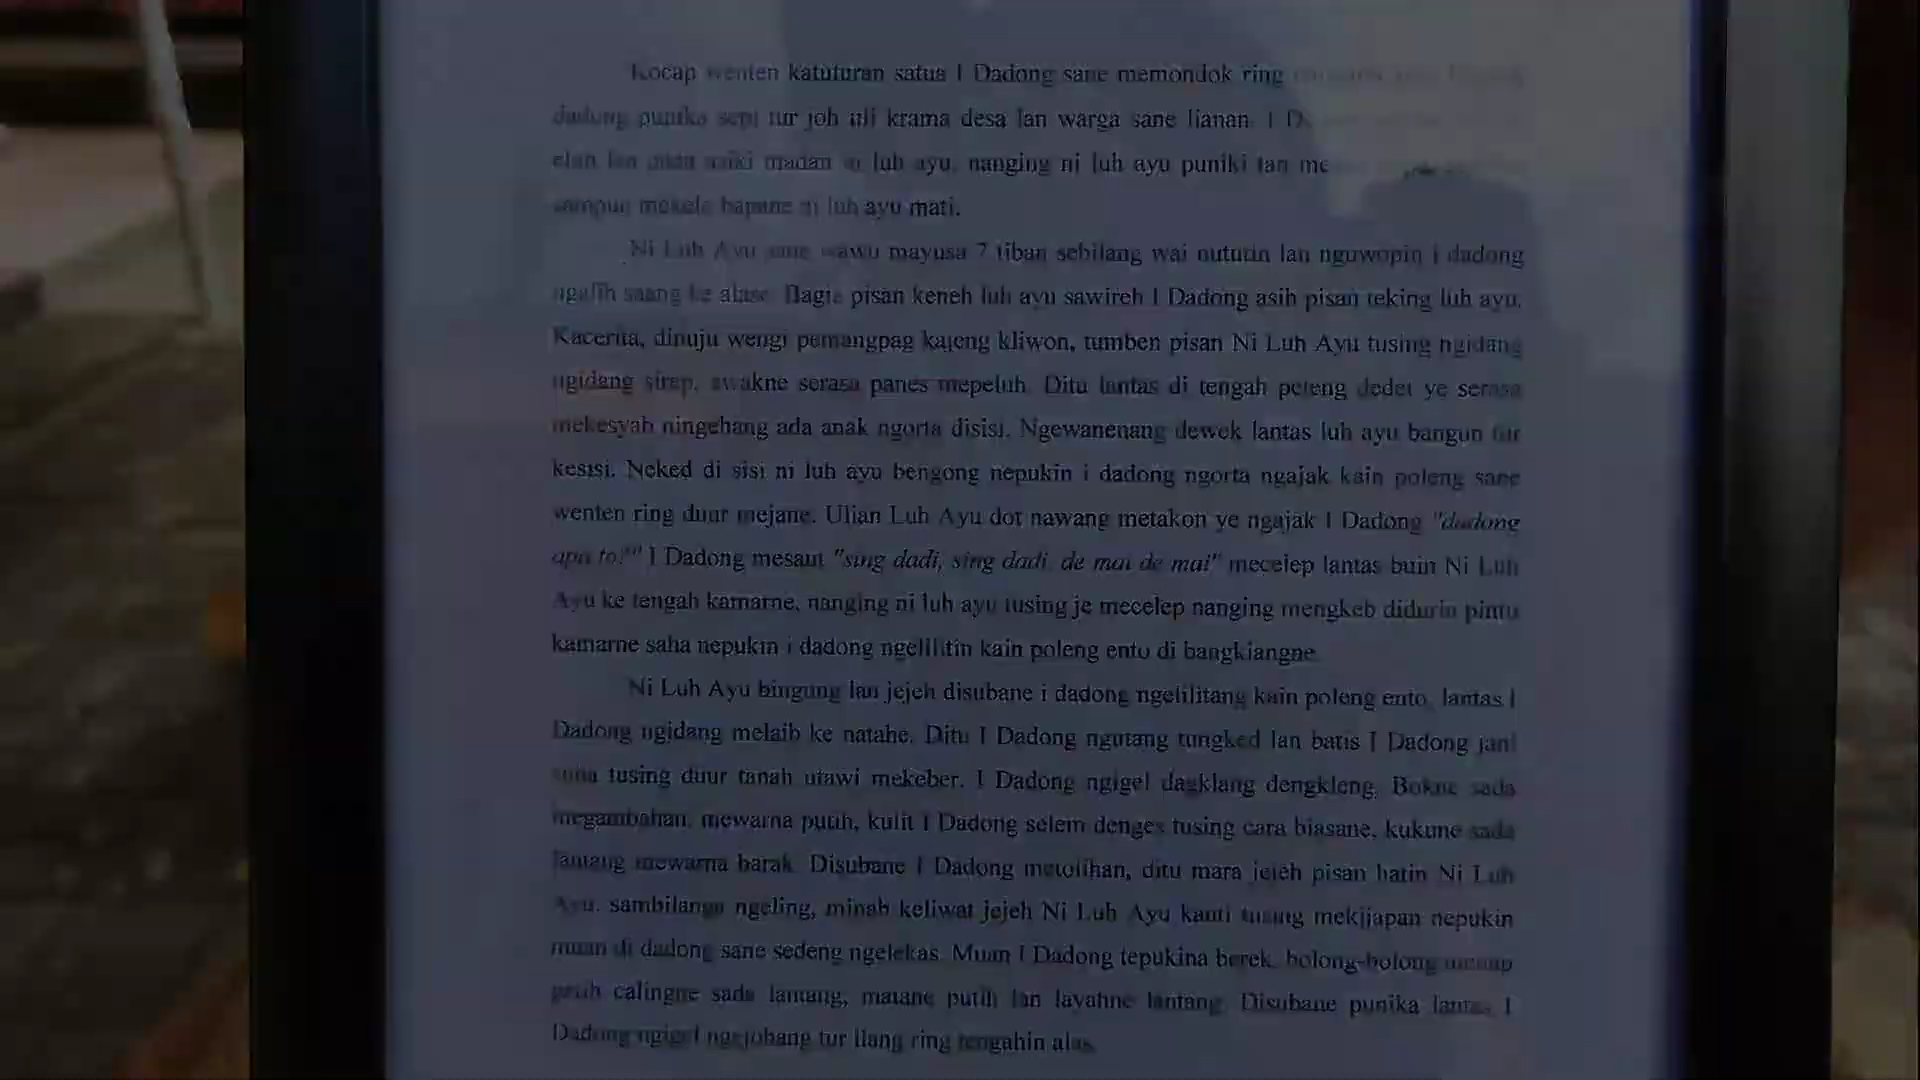 Kocap wenten katuturan satua I Dadong sane memondok ring
dadong punika sepi tur joh uli krama desa lan warga sane lianan. I
madan ni luh ayu, nanging ni luh ayu puniki tan
sampun mekelo bapane ni luh ayu mati.
Ni Luh Ayu sane wawu mayusa 7 tiban sebilang wai nututin lan nguwopin i dadong
ngalih saang ke alase. Bagia pisan keneh luh ayu sawireh I Dadong asih pisan teking luh ayu.
Kacerita, dinuju wengi pemangpag kajeng kliwon, tumben pisan Ni Luh Ayu tusing ngidang
ngidang sirep, awakne serasa panes mepeluh. Ditu lantas di tengah peteng dedet ye serasa
mekesyab ningehang ada anak ngorta disisi. Ngewanenang dewek lantas luh ayu bangun tur
kesisi. Neked di sisi ni luh ayu bengong nepukin i dadong ngorta ngajak kain poleng sane
wenten ring duur mejane. Ulian Luh Ayu dot nawang metakon ye ngajak I Dadong "dadong
apa to?" I Dadong mesaut "sing dadi, sing dadi, de mai de mai" mecelep lantas buin Ni Luh
Ayu ke tengah kamarne, nanging ni luh ayu tusing je mecelep nanging mengkeb didurin pintu
kamarne saha nepukin i dadong ngelilitin kain poleng ento di bangkiangne.
Ni Luh Ayu bingung lan jejeh disubane i dadong ngelilitang kain poleng ento, lantas I
Dadong ngidang melaib ke natahe. Ditu I Dadong ngutang tungked lan batis I Dadong jani
suba tusing duur tanah utawi mekeber. I Dadong ngigel dagklang dengkleng. Bokne sada
megambahan, mewarna putih, kulit I Dadong selem denges tusing cara biasane, kukune sada
lantang mewarna barak. Disubane I Dadong metolihan, ditu mara jejeh pisan hatin Ni Luh
Ayu. sambilanga ngeling, minab keliwat jejeh Ni Luh Ayu kanti tusing mekijapan nepukin
muan di dadong sane sedeng ngelekas. Muan I Dadong tepukina berek, bolong-bolong
calingne sada lantang, matane putih lan layahne lantang. Disubane punika lantas I
Dadong ngigel ngejohang tur ilang ring tengahin alas.